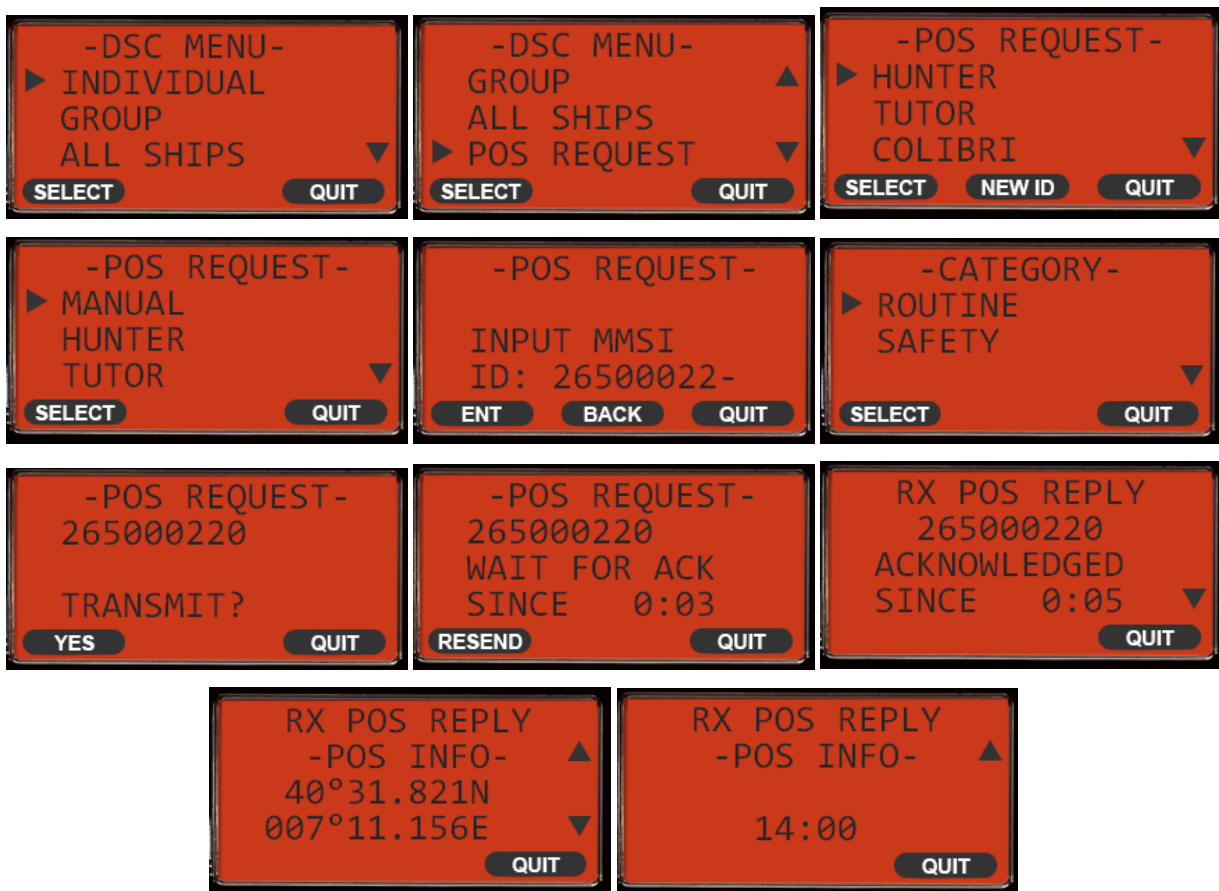 -DSC MENU-
INDIVIDUAL
GROUP
ALL SHIPS
SELECT QUIT
-DSC MENU-
GROUP
ALL SHIPS
POS REQUEST
SELECT QUIT
-POS REQUEST-
HUNTER
TUTOR
COLIBRI
SELECT NEW ID QUIT
-POS REQUEST-
MANUAL
HUNTER
TUTOR
SELECT QUIT
-POS REQUEST-
INPUT MMSI
ID: 26500022-
ENT BACK QUIT
-CATEGORY-
ROUTINE
SAFETY
SELECT QUIT
-POS REQUEST-
265000220
TRANSMIT?
YES QUIT
-POS REQUEST-
265000220
WAIT FOR ACK
SINCE 0:03
RESEND QUIT
RX POS REPLY
265000220
ACKNOWLEDGED
SINCE 0:05
QUIT
RX POS REPLY
-POS INFO-
40°31.821N
007°11.156E
QUIT
RX POS REPLY
-POS INFO-
14:00
QUIT